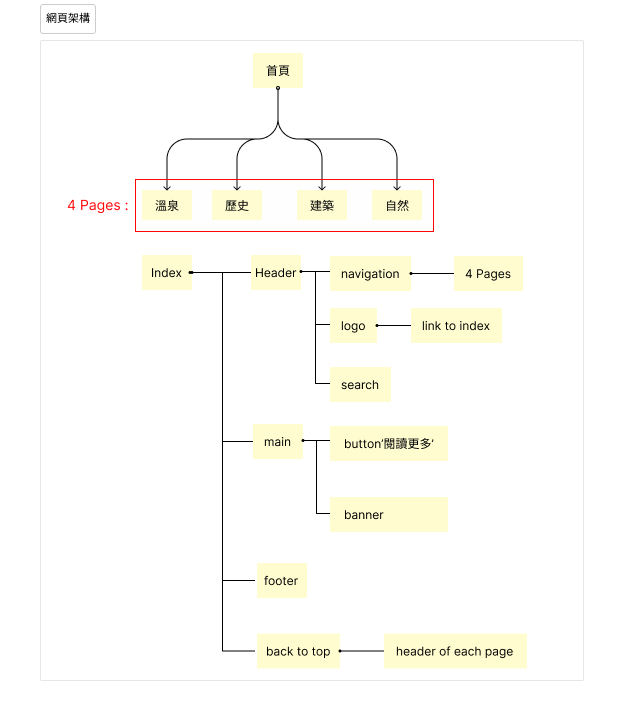 網頁架構
首頁
4 Pages :
溫泉
歷史
建築
自然
Index
Header
navigation
4 Pages
logo
link to index
search
main
button'閱讀更多'
banner
footer
back to top
header of each page